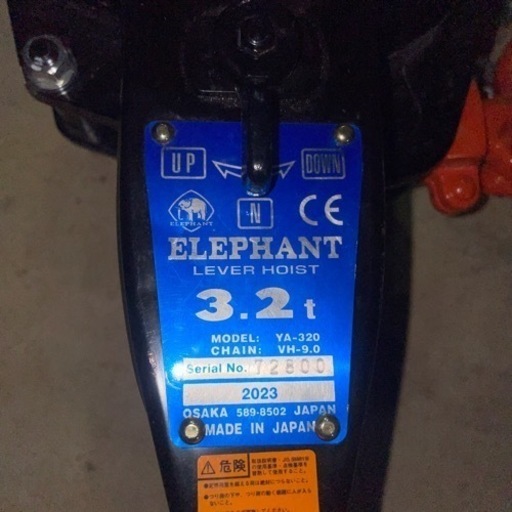 UP
DOWN
N
CE
ELEPHANT
ELEPHANT
LEVER HOIST
3.2 t
MODEL: YA-320
CHAIN: VH-9.0
Serial No. 72800
2023
OSAKA 589-8502 JAPAN
MADE IN JAPAN
危険